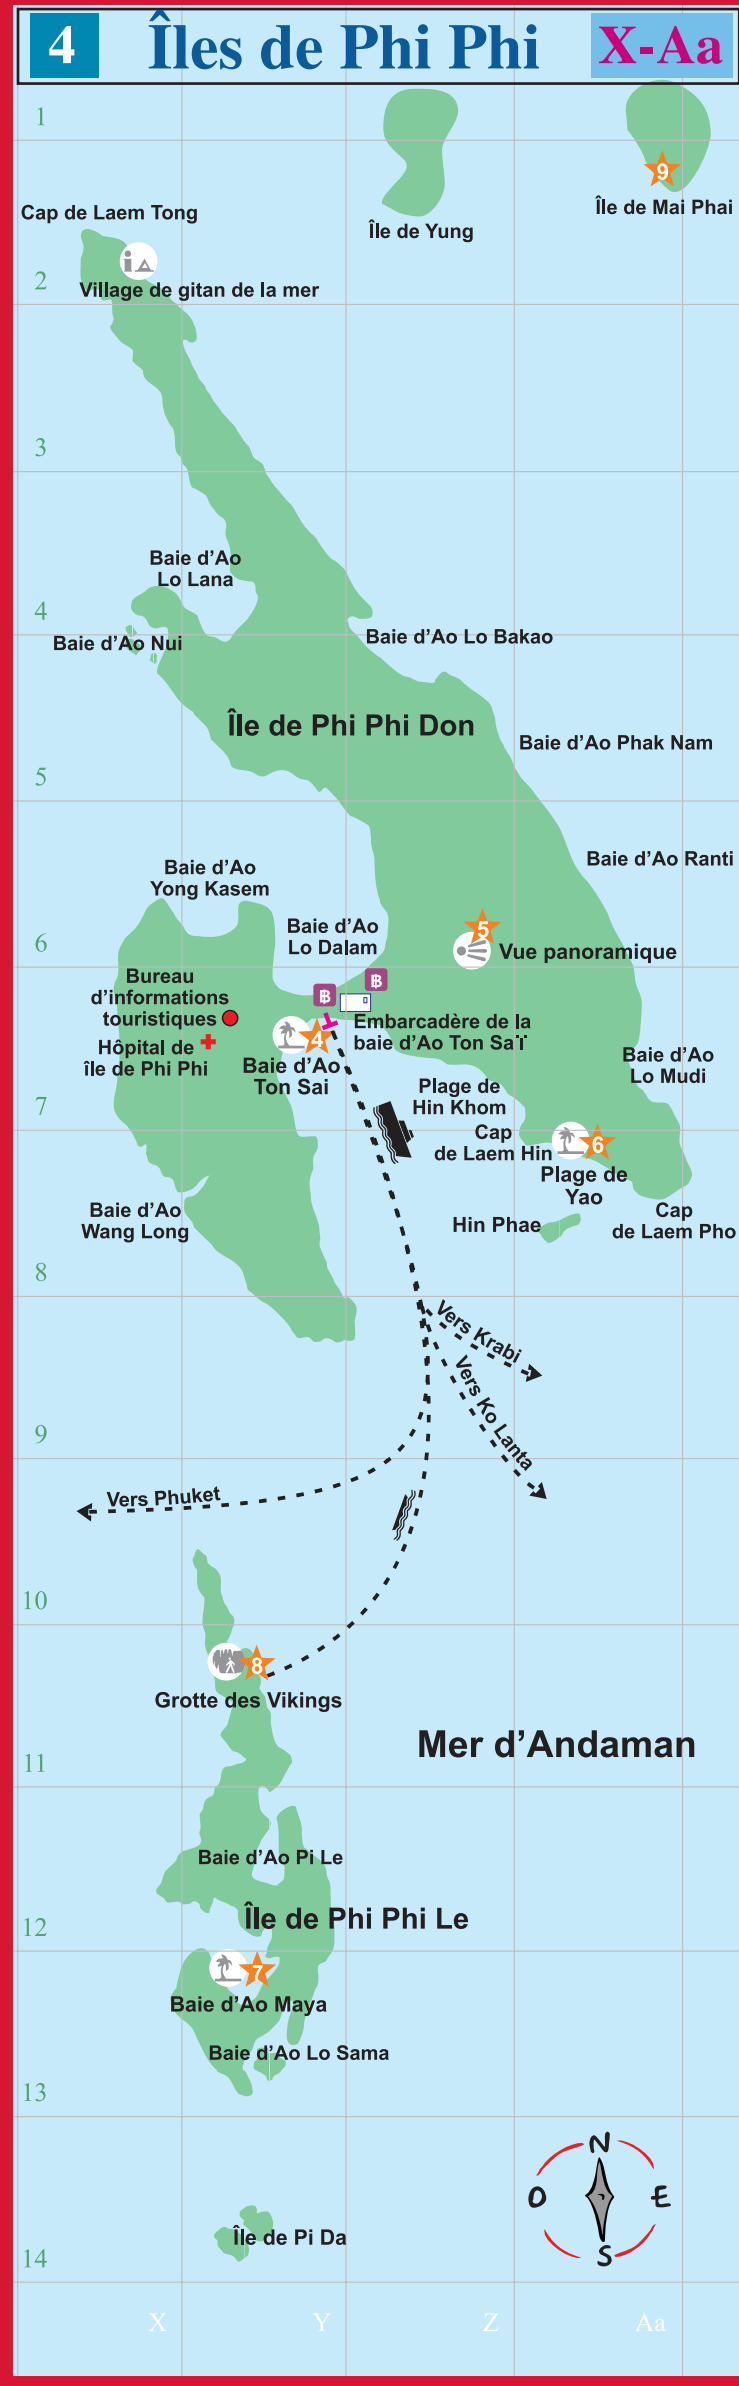 4 Îles de Phi Phi X-Aa
1
9
Île de Mai Phai
Cap de Laem Tong
Île de Yung
2
Village de gitan de la mer
3
Baie d’Ao
Lo Lana
4
Baie d’Ao Nui
Baie d’Ao Lo Bakao
Île de Phi Phi Don
Baie d’Ao Phak Nam
5
Baie d’Ao Ranti
Baie d’Ao
Yong Kasem
Baie d’Ao
Lo Dalam
5
6
Vue panoramique
Bureau
d’informations
touristiques
Hôpital de
île de Phi Phi
฿
฿
Embarcadère de la
baie d’Ao Ton Saï
4
Baie d’Ao
Ton Sai
Baie d’Ao
Lo Mudi
Plage de
Hin Khom
7
Cap
de Laem Hin
6
Plage de
Yao
Baie d’Ao
Wang Long
Hin Phae
Cap
de Laem Pho
8
Vers Krabi
Vers Ko Lanta
9
Vers Phuket
10
8
Grotte des Vikings
Mer d’Andaman
11
Baie d’Ao Pi Le
Île de Phi Phi Le
12
7
Baie d’Ao Maya
Baie d’Ao Lo Sama
13
N
O E
S
Île de Pi Da
14
X Y Z Aa